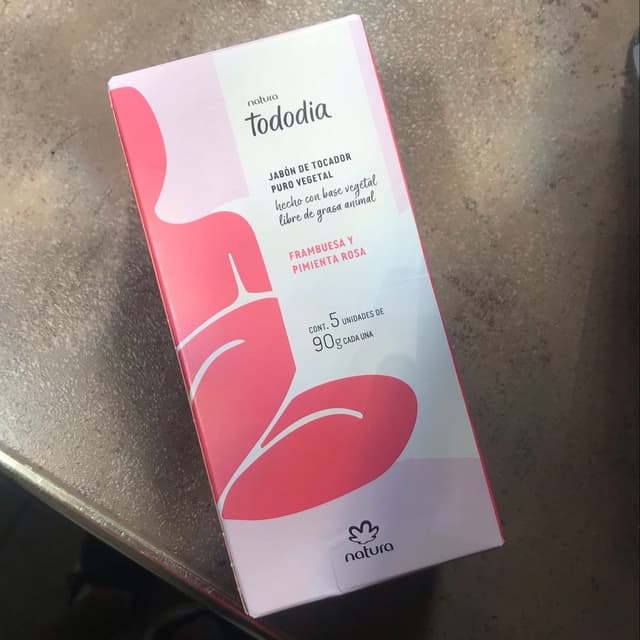 natura
Tododia
JABÓN DE TOCADOR
PURO VEGETAL
hecho con base vegetal
libre de grasa animal
FRAMBUESA Y
PIMIENTA ROSA
CONT. 5 UNIDADES DE
90g CADA UNA
natura